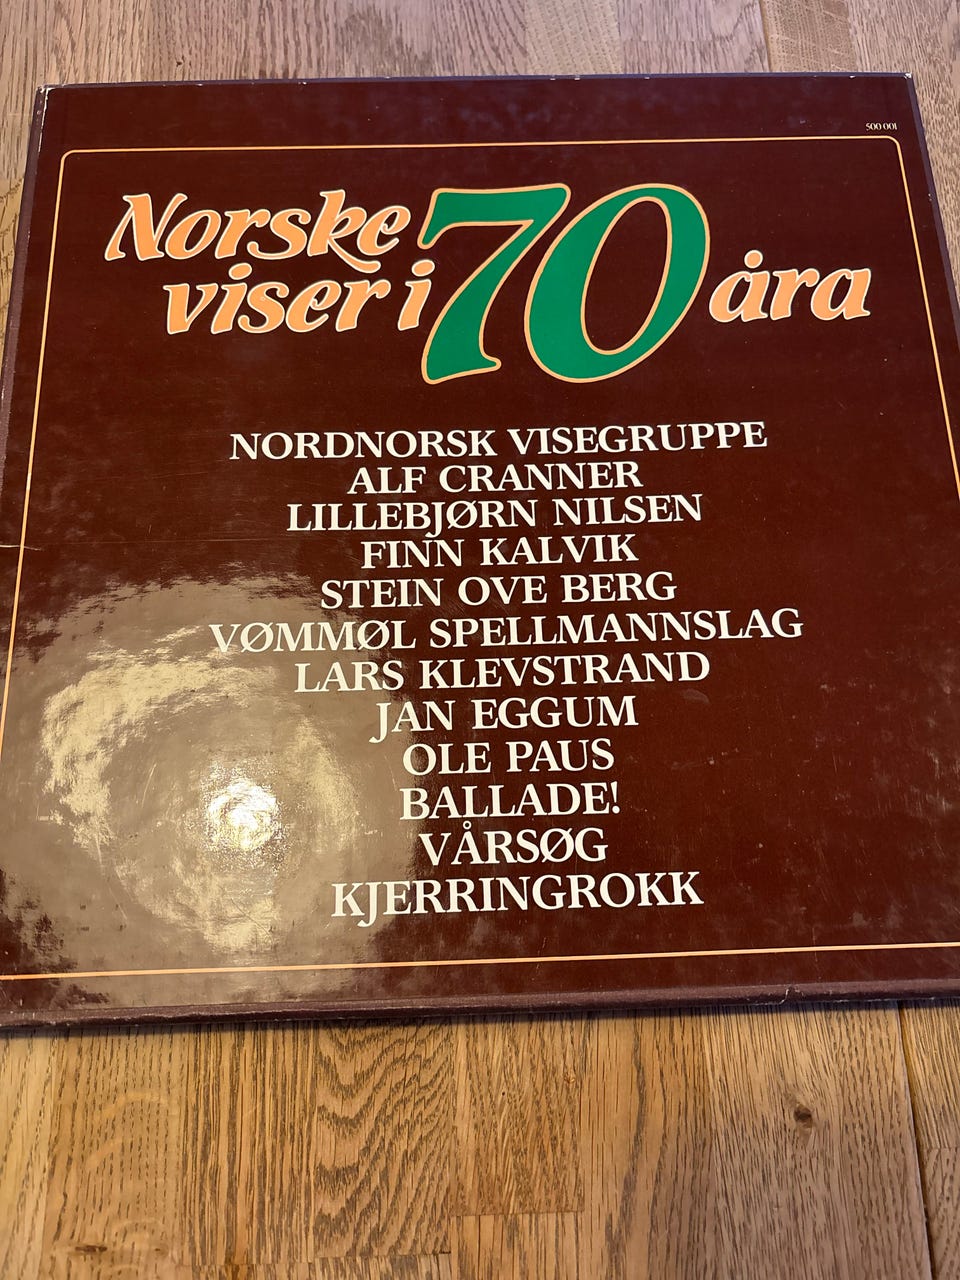 500 001
Norske
viser i 70 åra
NORDNORSK VISEGRUPPE
ALF CRANNER
LILLEBJØRN NILSEN
FINN KALVIK
STEIN OVE BERG
VØMMØL SPELLMANNSLAG
LARS KLEVSTRAND
JAN EGGUM
OLE PAUS
BALLADE!
VÅRSØG
KJERRINGROKK